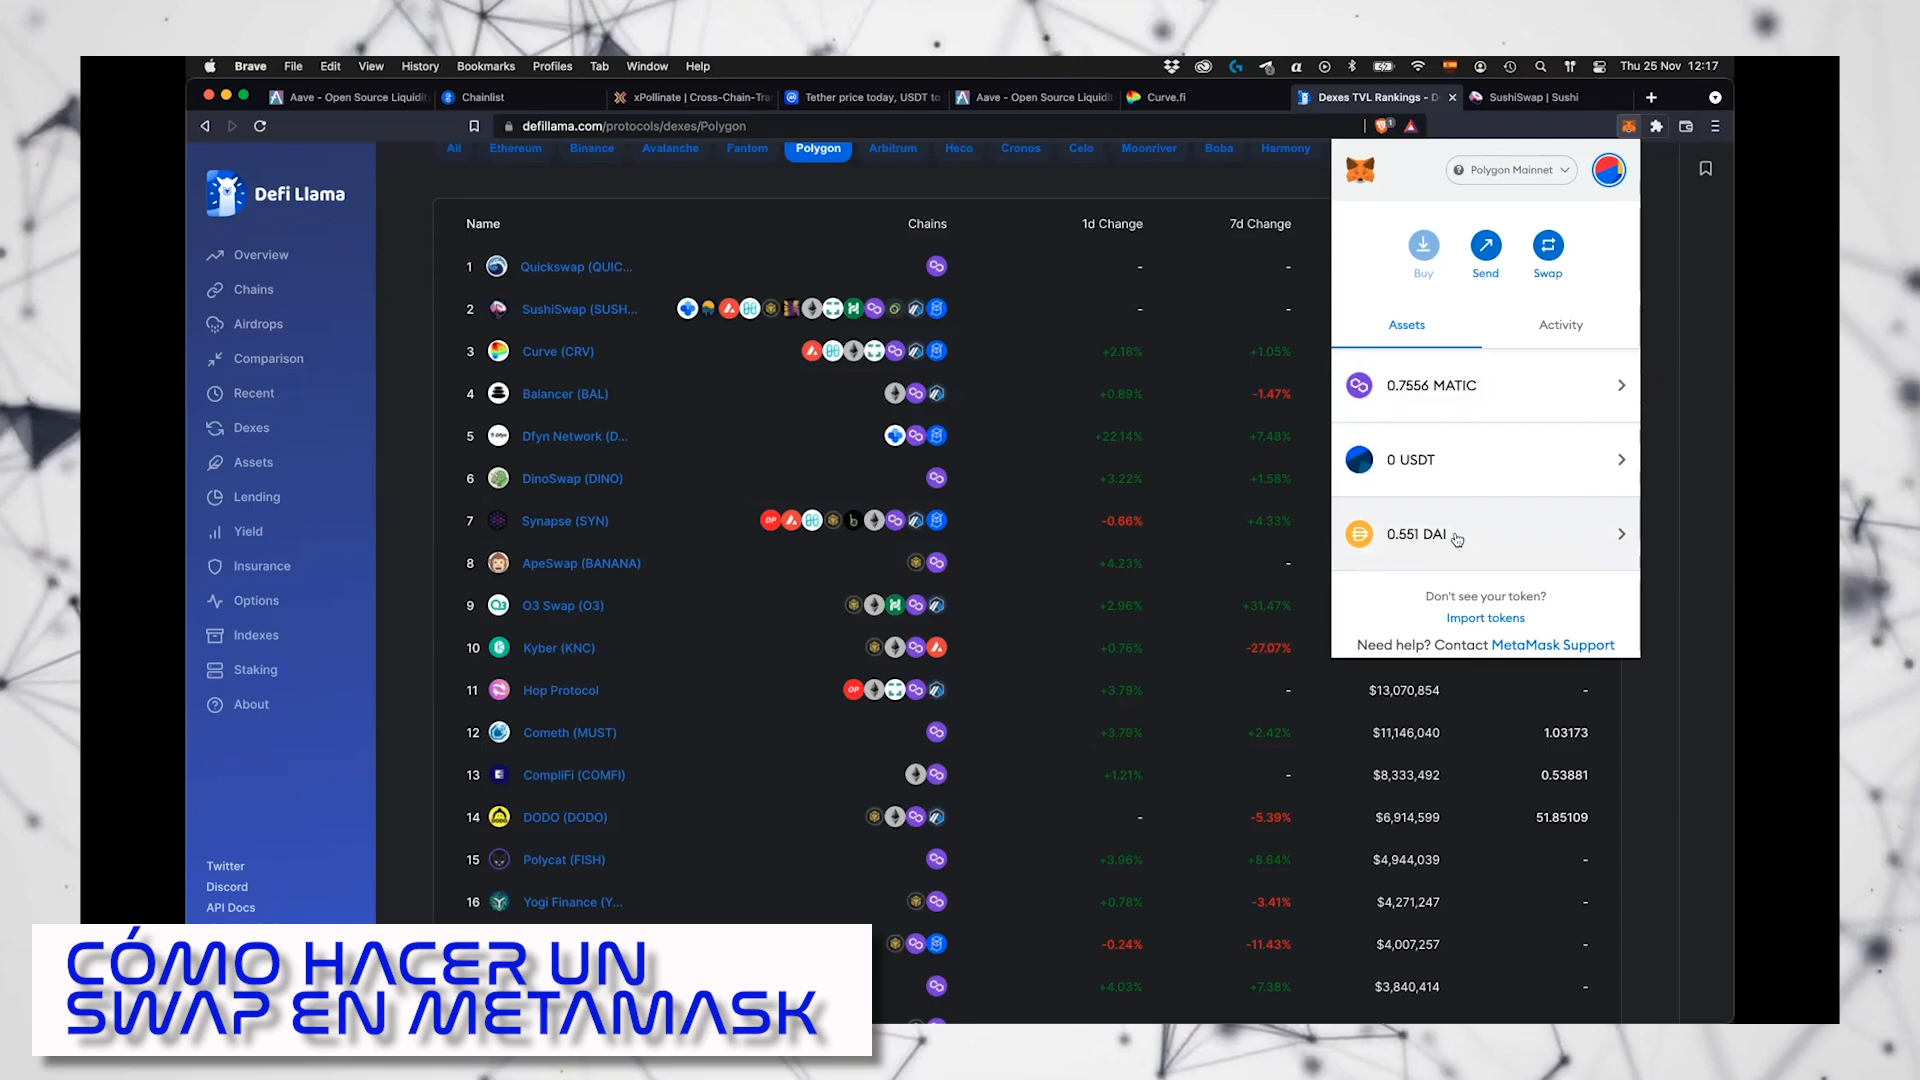 Brave File Edit View History Bookmarks Profiles Tab Window Help
Thu 25 Nov 12:17
Aave - Open Source Liquidit
Chainlist
xPollinate | Cross-Chain-Tra
Tether price today, USDT to
Aave - Open Source Liquidit
Curve.fi
Dexes TVL Rankings - D
SushiSwap | Sushi
defillama.com/protocols/dexes/Polygon
All Ethereum Binance Avalanche Fantom Polygon Arbitrum Heco Cronos Celo Moonriver Boba Harmony
Defi Llama
Overview
Chains
Airdrops
Comparison
Recent
Dexes
Assets
Lending
Yield
Insurance
Options
Indexes
Staking
About
Twitter
Discord
API Docs
Name Chains 1d Change 7d Change
1 Quickswap (QUIC... - -
2 SushiSwap (SUSH... - -
3 Curve (CRV) +2.18% +1.05%
4 Balancer (BAL) +0.89% -1.47%
5 Dfyn Network (D... +22.14% +7.48%
6 DinoSwap (DINO) +3.22% +1.58%
7 Synapse (SYN) -0.66% +4.33%
8 ApeSwap (BANANA) +4.23% -
9 O3 Swap (O3) +2.96% +31.47%
10 Kyber (KNC) +0.76% -27.07%
11 Hop Protocol +3.79% - $13,070,854 -
12 Cometh (MUST) +3.79% +2.42% $11,146,040 1.03173
13 CompliFi (COMFI) +1.21% - $8,333,492 0.53881
14 DODO (DODO) - -5.39% $6,914,599 51.85109
15 Polycat (FISH) +3.96% +8.64% $4,944,039 -
16 Yogi Finance (Y... +0.78% -3.41% $4,271,247 -
-0.24% -11.43% $4,007,257 -
+4.03% +7.38% $3,840,414 -
Polygon Mainnet
Buy Send Swap
Assets Activity
0.7556 MATIC
0 USDT
0.551 DAI
Don't see your token?
Import tokens
Need help? Contact MetaMask Support
CÓMO HACER UN
SWAP EN METAMASK